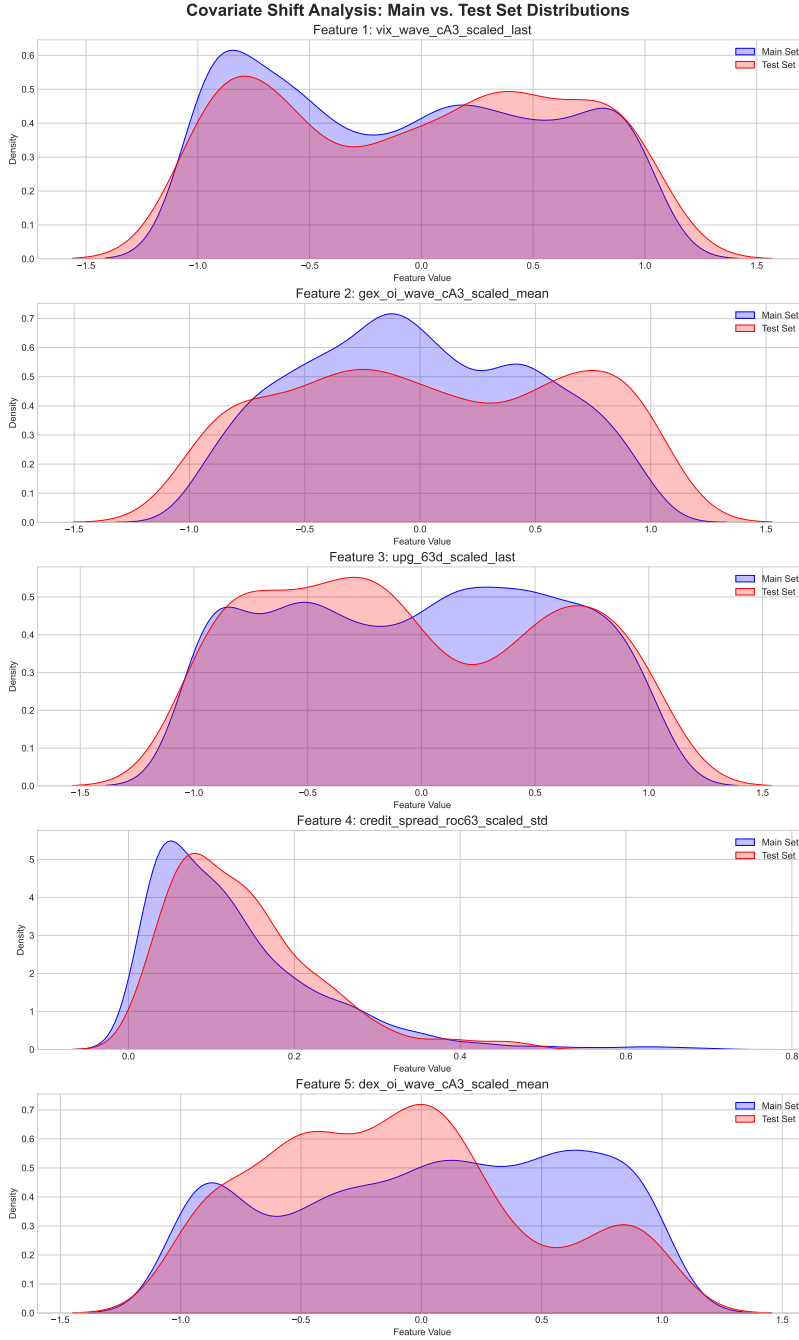 Covariate Shift Analysis: Main vs. Test Set Distributions
Feature 1: vix_wave_cA3_scaled_last
Main Set
Test Set
0.6
0.5
0.4
0.3
0.2
0.1
0.0
Density
−1.5 −1.0 −0.5 0.0 0.5 1.0 1.5
Feature Value
Feature 2: gex_oi_wave_cA3_scaled_mean
Main Set
Test Set
0.7
0.6
0.5
0.4
0.3
0.2
0.1
0.0
Density
−1.5 −1.0 −0.5 0.0 0.5 1.0 1.5
Feature Value
Feature 3: upg_63d_scaled_last
Main Set
Test Set
0.5
0.4
0.3
0.2
0.1
0.0
Density
−1.5 −1.0 −0.5 0.0 0.5 1.0 1.5
Feature Value
Feature 4: credit_spread_roc63_scaled_std
Main Set
Test Set
5
4
3
2
1
0
Density
0.0 0.2 0.4 0.6 0.8
Feature Value
Feature 5: dex_oi_wave_cA3_scaled_mean
Main Set
Test Set
0.7
0.6
0.5
0.4
0.3
0.2
0.1
0.0
Density
−1.5 −1.0 −0.5 0.0 0.5 1.0 1.5
Feature Value